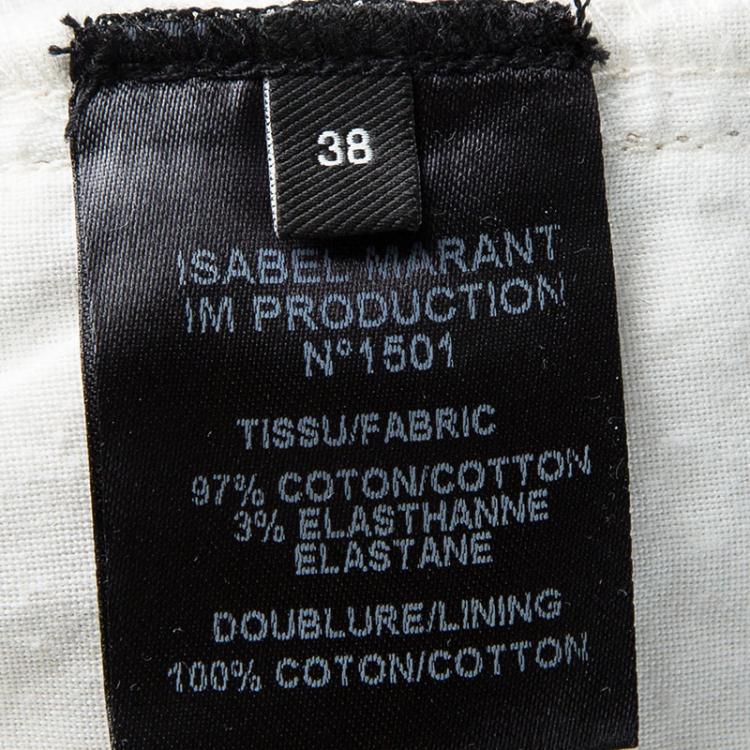 38
ISABEL MARANT
IM PRODUCTION
N°1501
TISSU/FABRIC
97% COTON/COTTON
3% ELASTHANNE
ELASTANE
DOUBLURE/LINING
100% COTON/COTTON